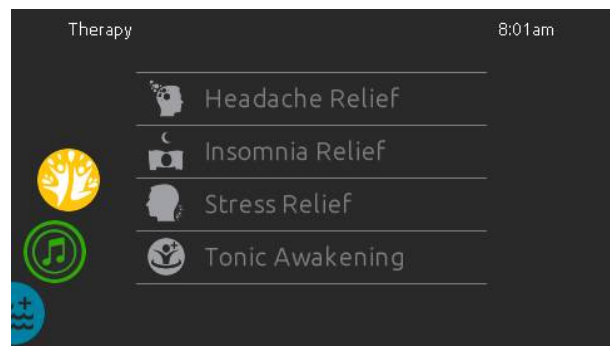 Therapy
8:01am
Headache Relief
Insomnia Relief
Stress Relief
Tonic Awakening